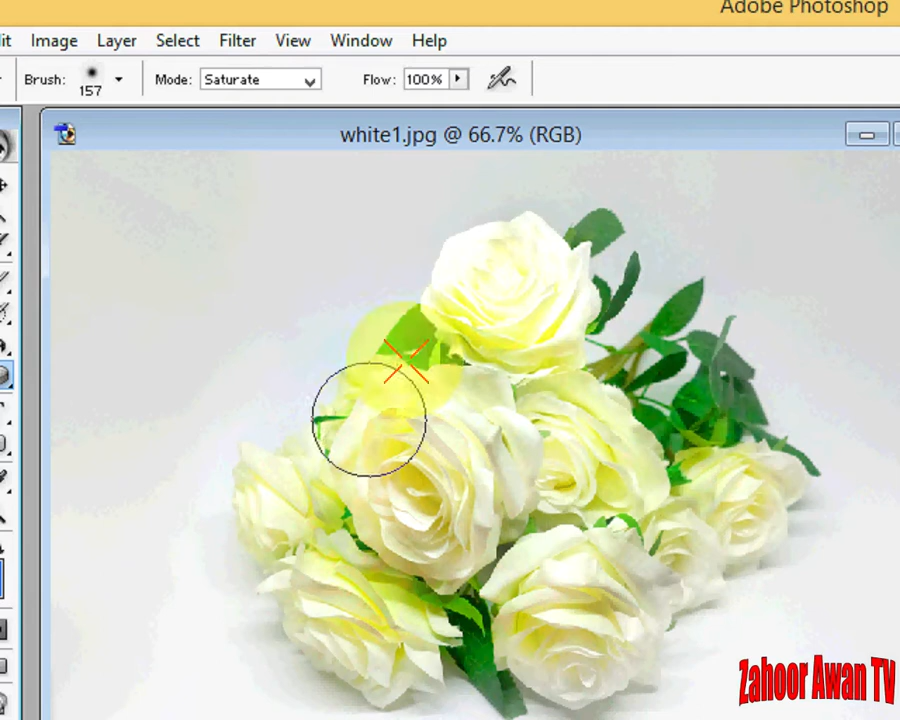 Adobe Photoshop
it Image Layer Select Filter View Window Help
Brush: 157 Mode: Saturate Flow: 100%
white1.jpg @ 66.7% (RGB)
Zahoor Awan TV